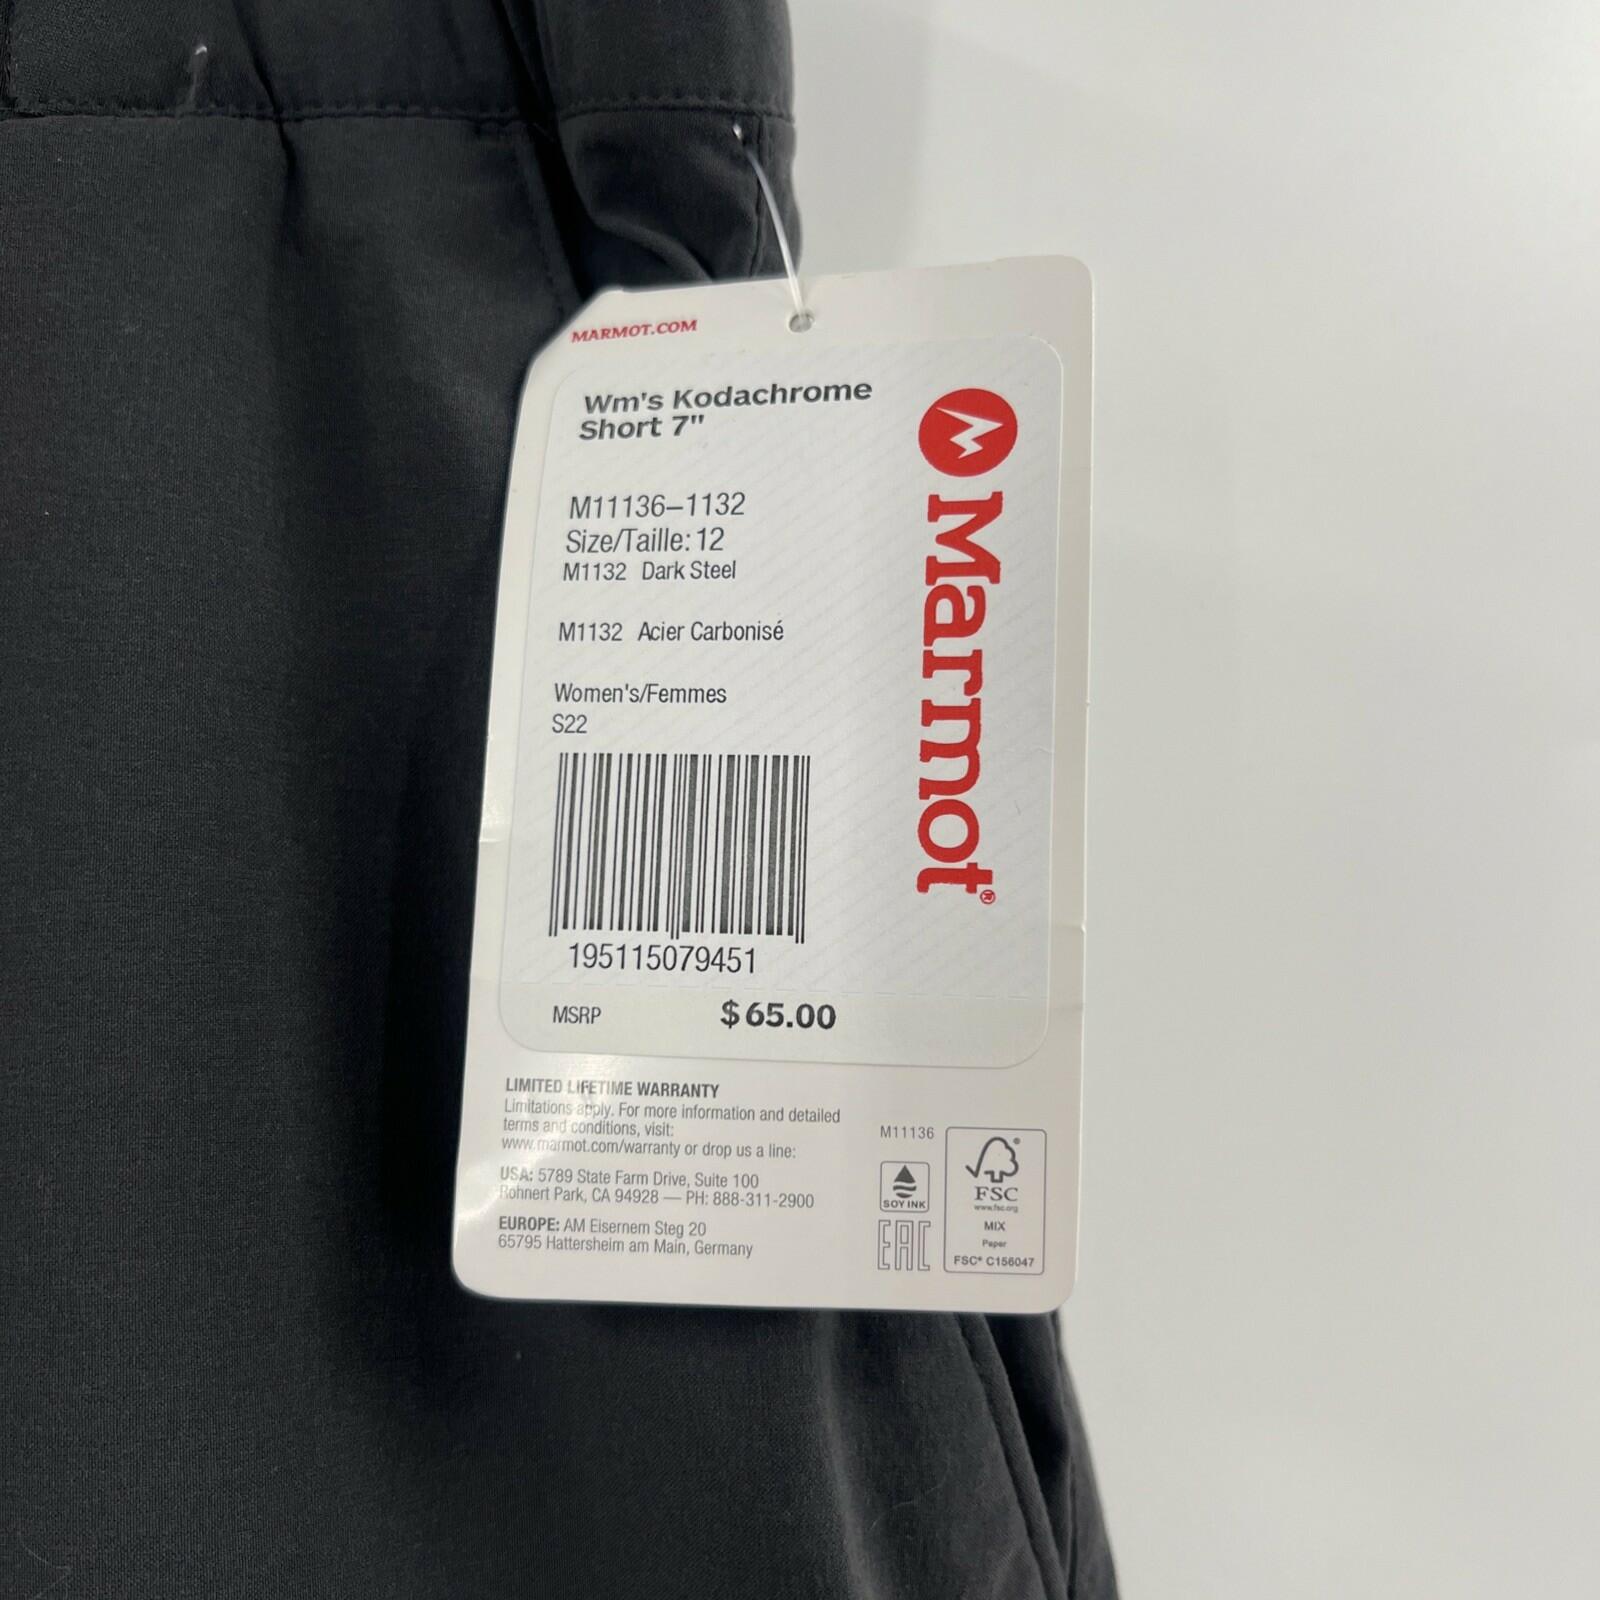 MARMOT.COM
Wm's Kodachrome
Short 7"
M11136–1132
Size/Taille: 12
M1132 Dark Steel
M1132 Acier Carbonisé
Women's/Femmes
S22
195115079451
MSRP $65.00
Marmot®
LIMITED LIFETIME WARRANTY
Limitations apply. For more information and detailed
terms and conditions, visit:
www.marmot.com/warranty or drop us a line:
USA: 5789 State Farm Drive, Suite 100
Rohnert Park, CA 94928 — PH: 888-311-2900
EUROPE: AM Eisernem Steg 20
65795 Hattersheim am Main, Germany
M11136
SOY INK
EAC
FSC
www.fsc.org
MIX
Paper
FSC® C156047